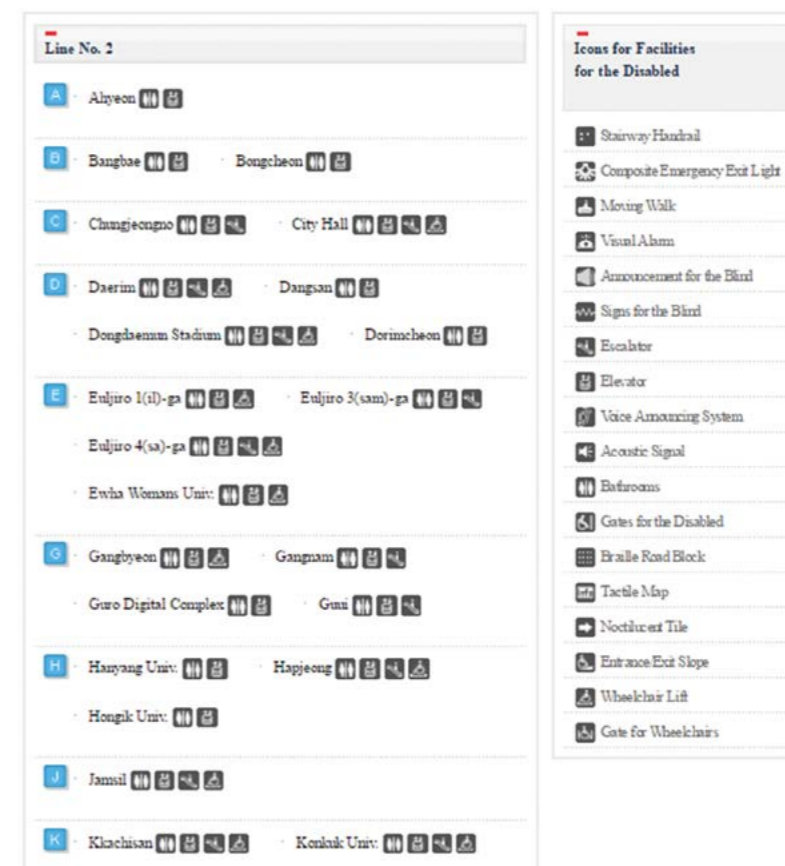 Line No. 2
A · Ahyeon
B · Bangbae · Bongcheon
C · Chungjeongno · City Hall
D · Daerim · Dangsan
· Dongdaemun Stadium · Dorimcheon
E · Euljiro 1(il)-ga · Euljiro 3(sam)-ga
· Euljiro 4(sa)-ga
· Ewha Womans Univ.
G · Gangbyeon · Gangnam
· Guro Digital Complex · Guui
H · Hanyang Univ. · Hapjeong
· Hongik Univ.
J · Jamsil
K · Kkachisan · Konkuk Univ.
Icons for Facilities
for the Disabled
Stairway Handrail
Composite Emergency Exit Light
Moving Walk
Visual Alarm
Announcement for the Blind
Signs for the Blind
Escalator
Elevator
Voice Announcing System
Acoustic Signal
Bathrooms
Gates for the Disabled
Braille Road Block
Tactile Map
Noctilucent Tile
Entrance/Exit Slope
Wheelchair Lift
Gate for Wheelchairs